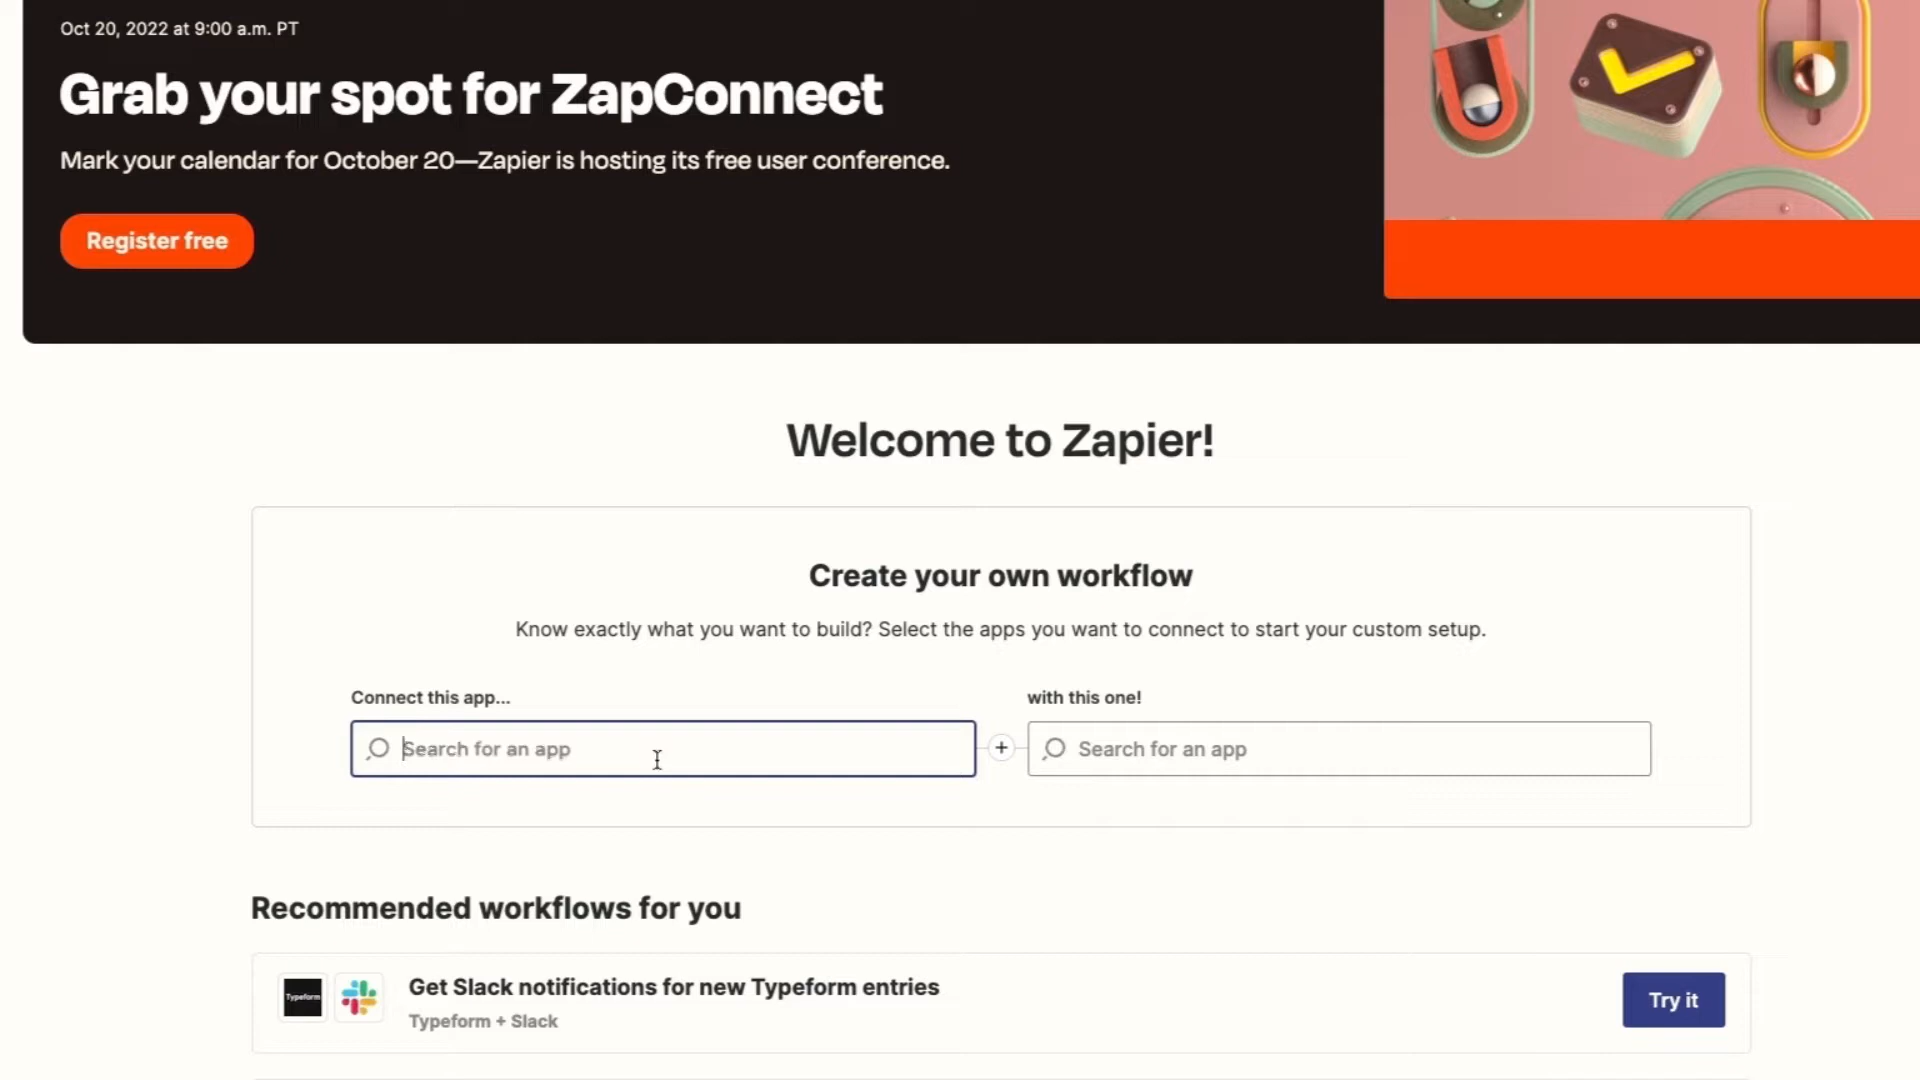 Oct 20, 2022 at 9:00 a.m. PT
Grab your spot for ZapConnect
Mark your calendar for October 20—Zapier is hosting its free user conference.
Register free
Welcome to Zapier!
Create your own workflow
Know exactly what you want to build? Select the apps you want to connect to start your custom setup.
Connect this app...
with this one!
Search for an app
Search for an app
Recommended workflows for you
Typeform
Get Slack notifications for new Typeform entries
Typeform + Slack
Try it